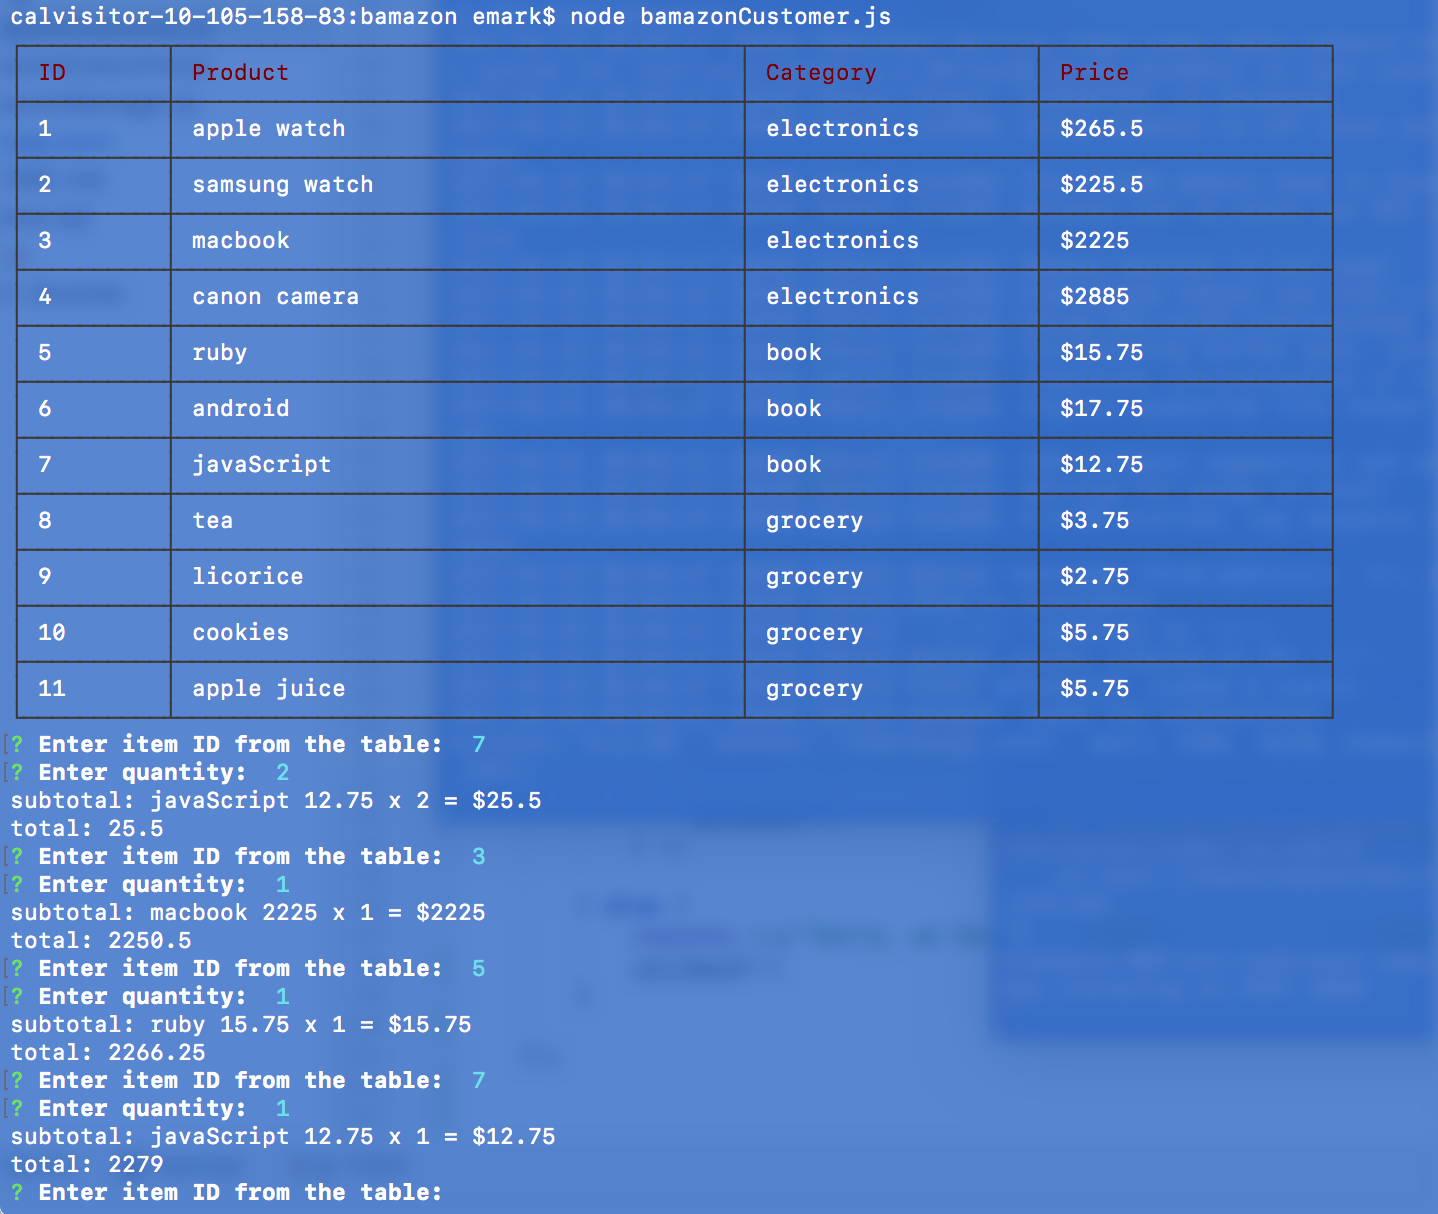 calvisitor-10-105-158-83:bamazon emark$ node bamazonCustomer.js
ID Product Category Price
1 apple watch electronics $265.5
2 samsung watch electronics $225.5
3 macbook electronics $2225
4 canon camera electronics $2885
5 ruby book $15.75
6 android book $17.75
7 javaScript book $12.75
8 tea grocery $3.75
9 licorice grocery $2.75
10 cookies grocery $5.75
11 apple juice grocery $5.75
[? Enter item ID from the table:  7
[? Enter quantity:  2
subtotal: javaScript 12.75 x 2 = $25.5
total: 25.5
[? Enter item ID from the table:  3
[? Enter quantity:  1
subtotal: macbook 2225 x 1 = $2225
total: 2250.5
[? Enter item ID from the table:  5
[? Enter quantity:  1
subtotal: ruby 15.75 x 1 = $15.75
total: 2266.25
[? Enter item ID from the table:  7
[? Enter quantity:  1
subtotal: javaScript 12.75 x 1 = $12.75
total: 2279
? Enter item ID from the table: